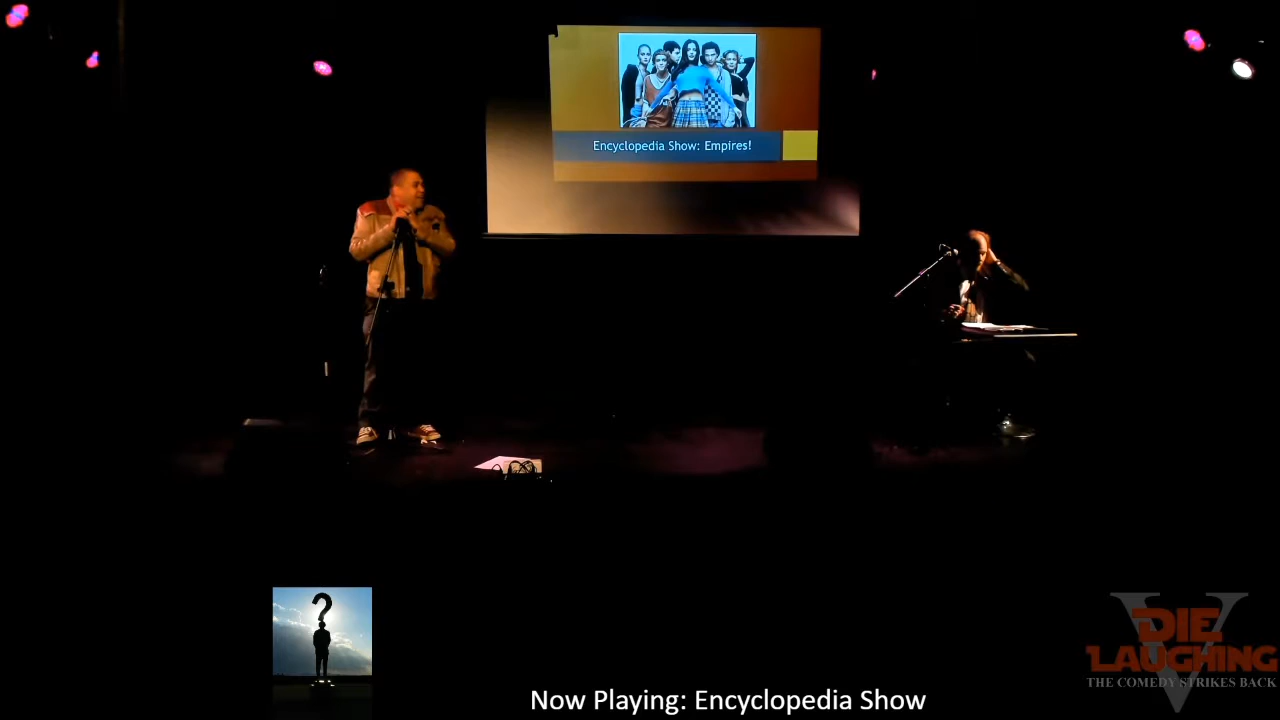 Encyclopedia Show: Empires!
?
V
DIE
LAUGHING
THE COMEDY STRIKES BACK
Now Playing: Encyclopedia Show